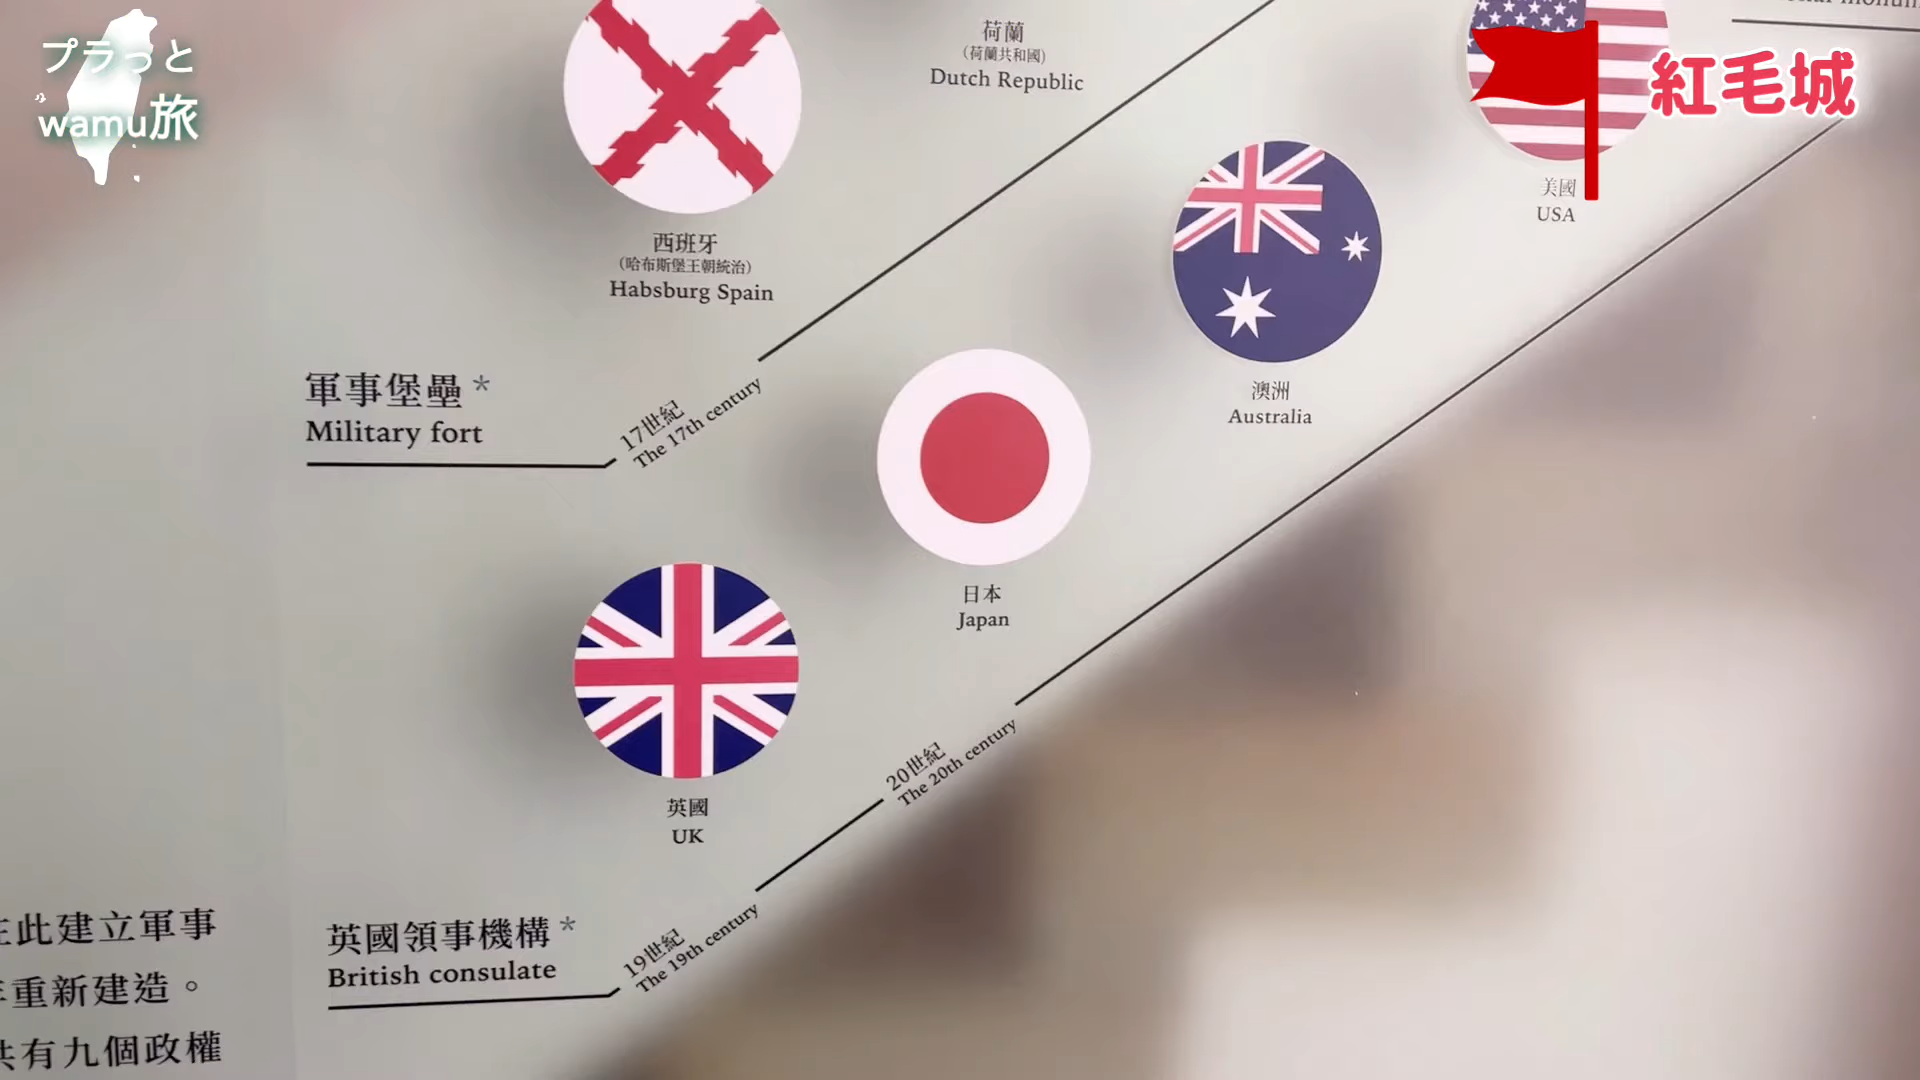 プラっと
wamu旅
紅毛城
荷蘭
(荷蘭共和國)
Dutch Republic
美國
USA
西班牙
(哈布斯堡王朝統治)
Habsburg Spain
澳洲
Australia
軍事堡壘*
Military fort
17世紀
The 17th century
日本
Japan
英國
UK
20世紀
The 20th century
英國領事機構*
British consulate
19世紀
The 19th century
此建立軍事
重新建造。
共有九個政權